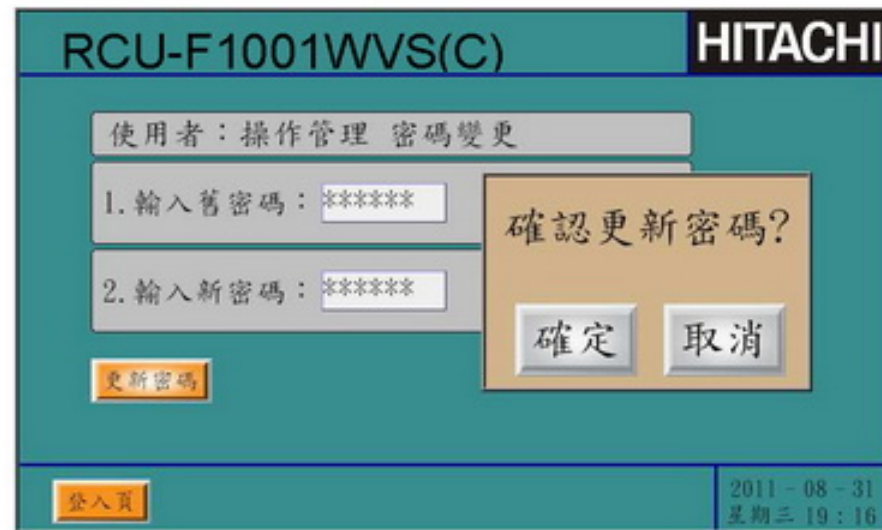 RCU-F1001WVS(C)
HITACHI
使用者：操作管理 密碼變更
1.輸入舊密碼：******
2.輸入新密碼：******
確認更新密碼?
確定
取消
更新密碼
登入頁
2011-08-31
星期三 19:16